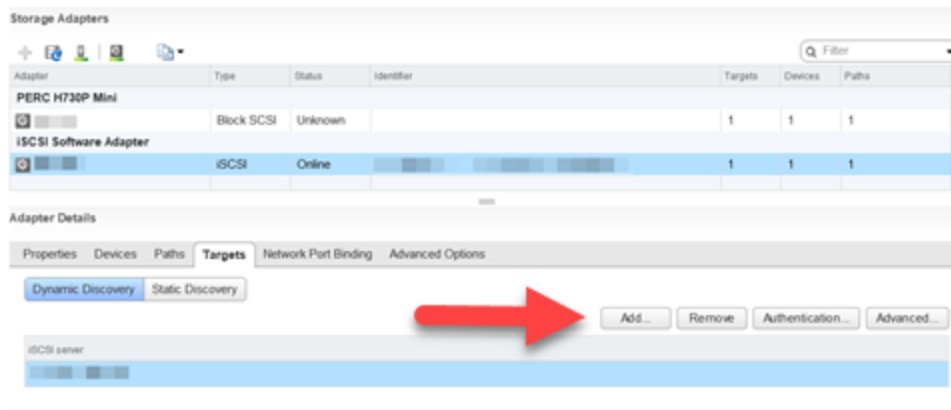 Storage Adapters
Filter
Adapter Type Status Identifier Targets Devices Paths
PERC H730P Mini
Block SCSI Unknown 1 1 1
iSCSI Software Adapter
iSCSI Online 1 1 1
Adapter Details
Properties Devices Paths Targets Network Port Binding Advanced Options
Dynamic Discovery Static Discovery
Add... Remove Authentication... Advanced...
iSCSI server